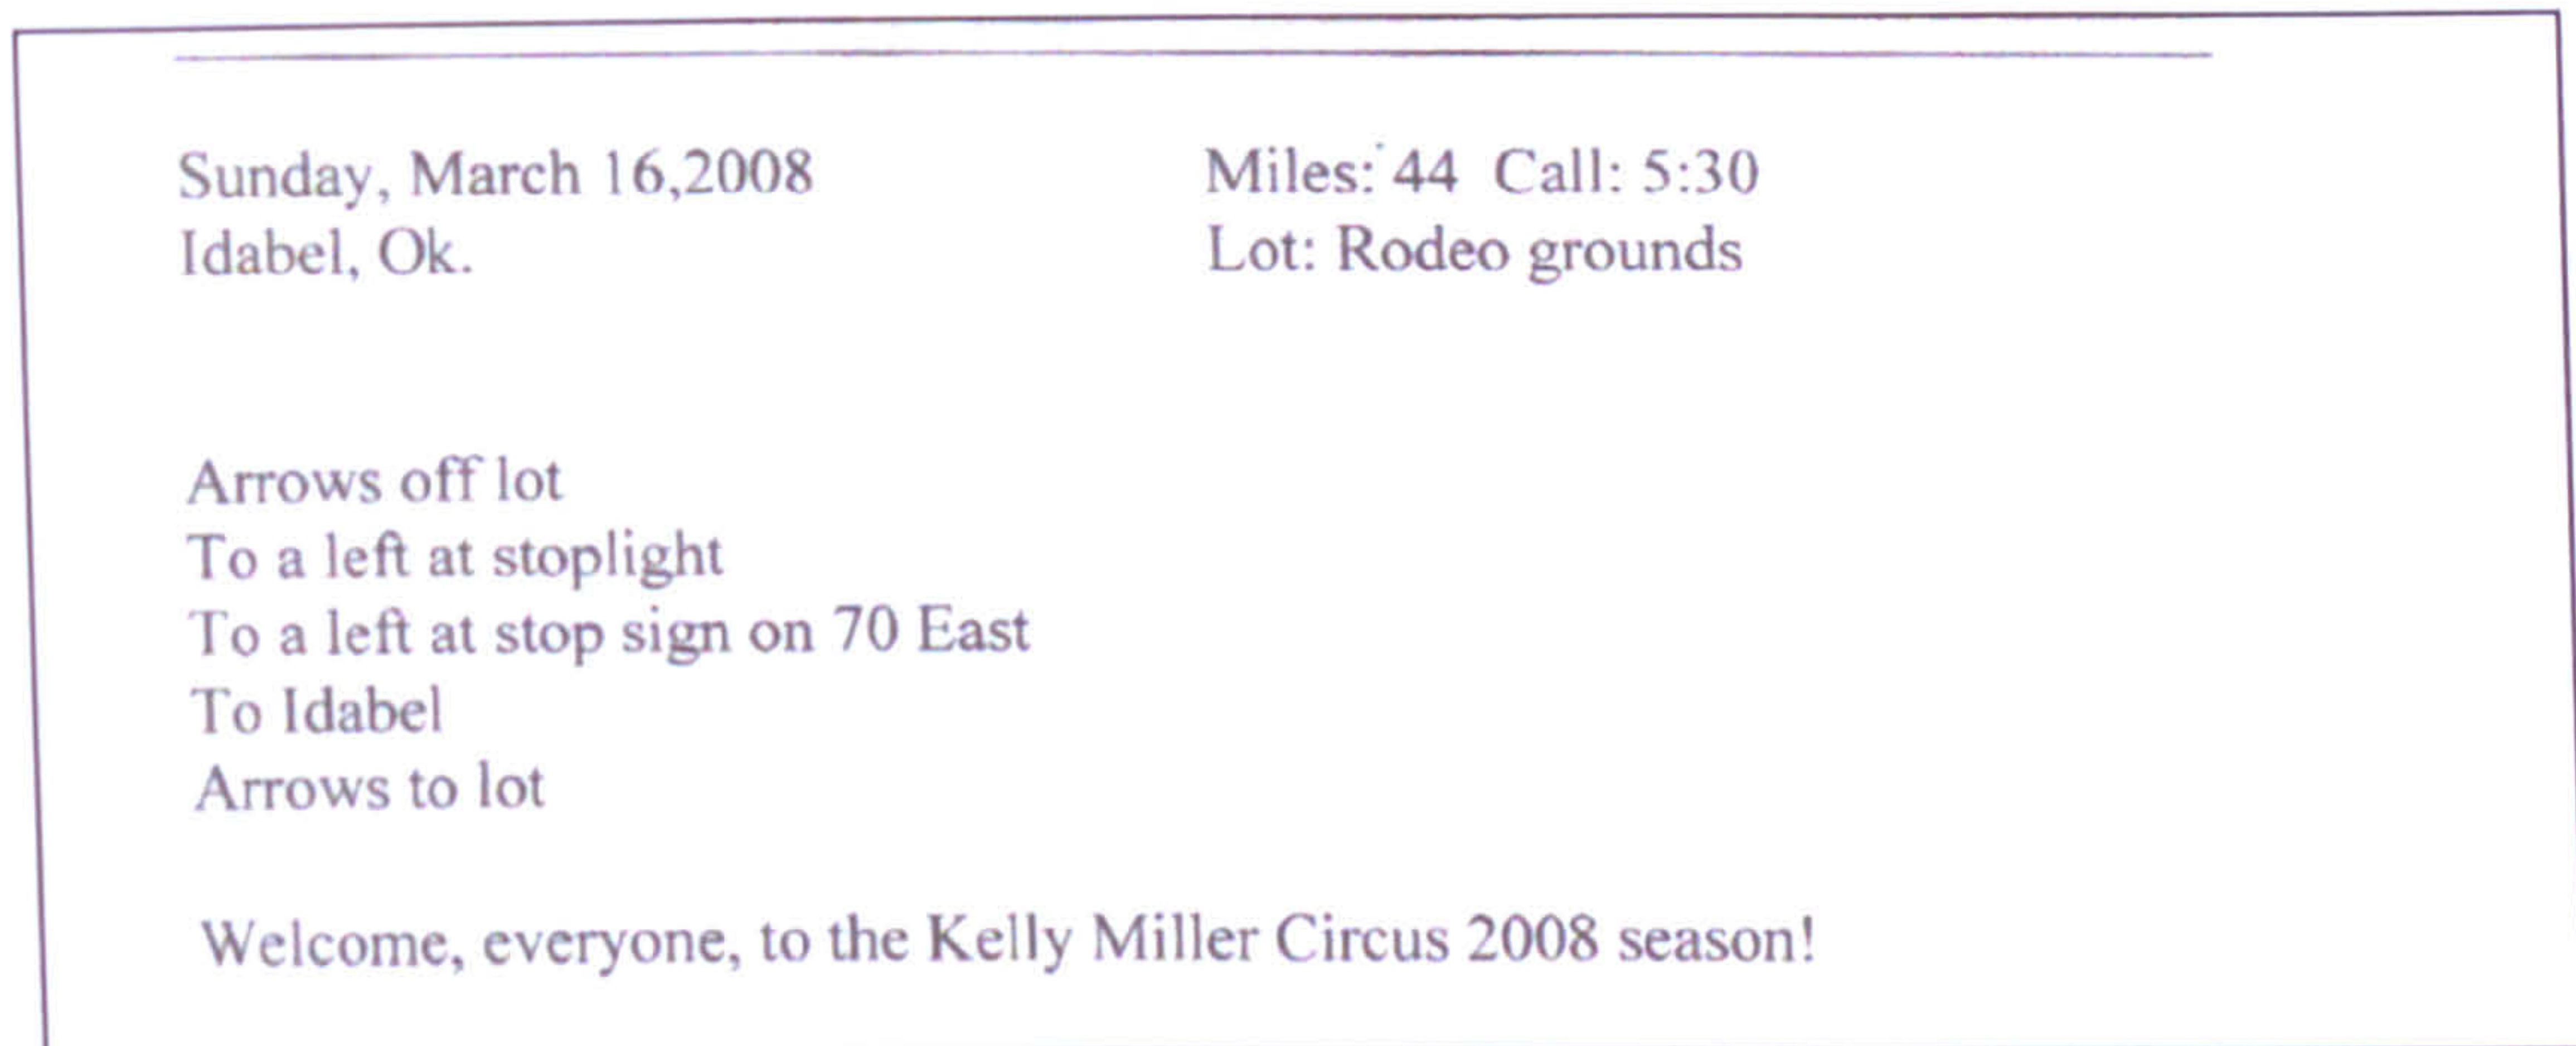 Sunday, March 16,2008 Miles: 44 Call: 5:30
Idabel, Ok. Lot: Rodeo grounds
Arrows off lot
To a left at stoplight
To a left at stop sign on 70 East
To Idabel
Arrows to lot
Welcome, everyone, to the Kelly Miller Circus 2008 season!